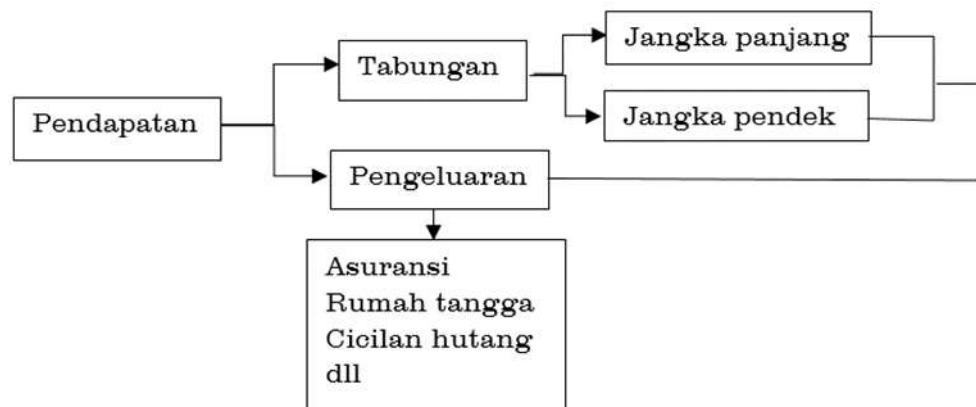 Pendapatan
Tabungan
Jangka panjang
Jangka pendek
Pengeluaran
Asuransi
Rumah tangga
Cicilan hutang
dll